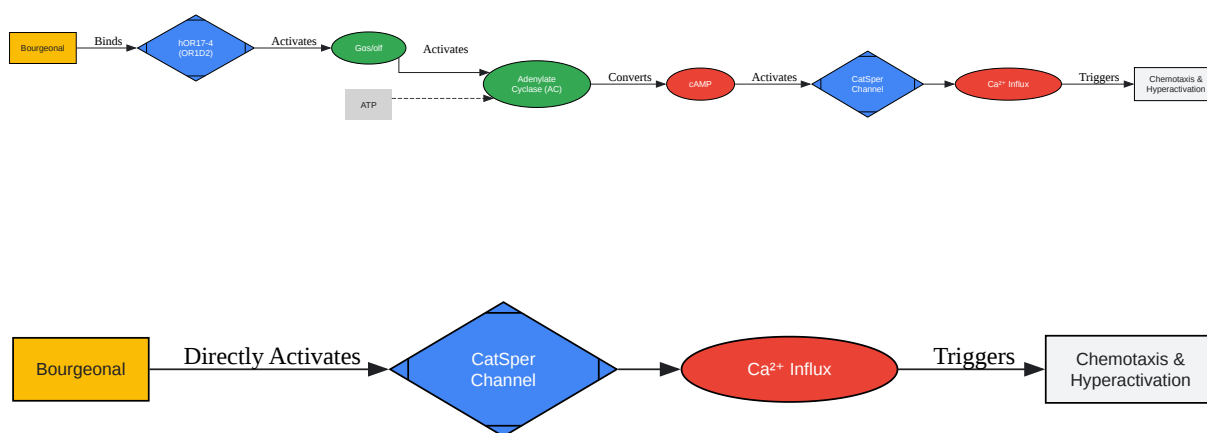 Bourgeonal
Binds
hOR17-4
(OR1D2)
Activates
Gαs/olf
Activates
ATP
Adenylate
Cyclase (AC)
Converts
cAMP
Activates
CatSper
Channel
Ca²⁺ Influx
Triggers
Chemotaxis &
Hyperactivation
Bourgeonal
Directly Activates
CatSper
Channel
Ca²⁺ Influx
Triggers
Chemotaxis &
Hyperactivation